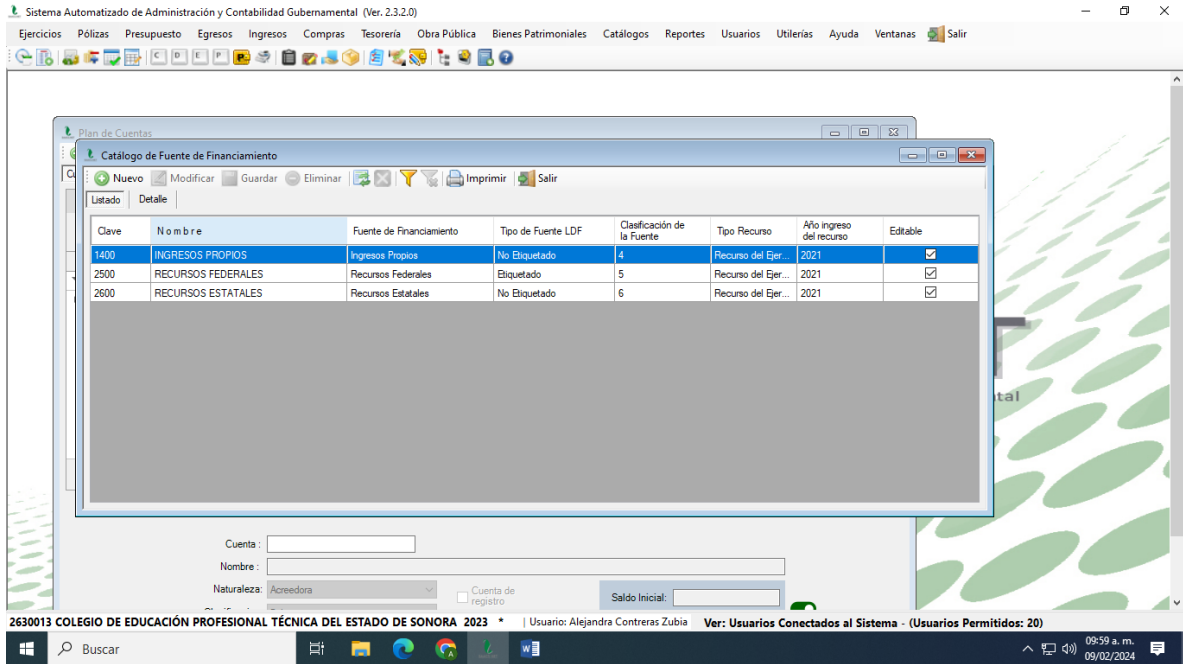 Sistema Automatizado de Administración y Contabilidad Gubernamental (Ver. 2.3.2.0)
Ejercicios Pólizas Presupuesto Egresos Ingresos Compras Tesorería Obra Pública Bienes Patrimoniales Catálogos Reportes Usuarios Utilerías Ayuda Ventanas Salir
Plan de Cuentas
Catálogo de Fuente de Financiamiento
Nuevo Modificar Guardar Eliminar Imprimir Salir
Listado Detalle
Clave Nombre Fuente de Financiamiento Tipo de Fuente LDF Clasificación de la Fuente Tipo Recurso Año ingreso del recurso Editable
1400 INGRESOS PROPIOS Ingresos Propios No Etiquetado 4 Recurso del Ejer... 2021
2500 RECURSOS FEDERALES Recursos Federales Etiquetado 5 Recurso del Ejer... 2021
2600 RECURSOS ESTATALES Recursos Estatales No Etiquetado 6 Recurso del Ejer... 2021
Cuenta :
Nombre :
Naturaleza: Acreedora Cuenta de registro Saldo Inicial:
2630013 COLEGIO DE EDUCACIÓN PROFESIONAL TÉCNICA DEL ESTADO DE SONORA 2023 * | Usuario: Alejandra Contreras Zubia Ver: Usuarios Conectados al Sistema - (Usuarios Permitidos: 20)
Buscar
09:59 a. m.
09/02/2024